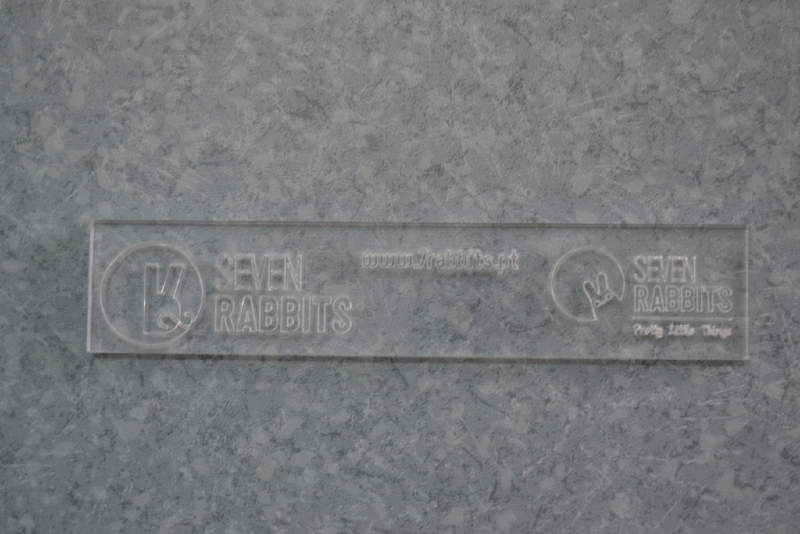 SEVEN
RABBITS
www.7rabbits.pt
SEVEN
RABBITS
Pretty Little Things